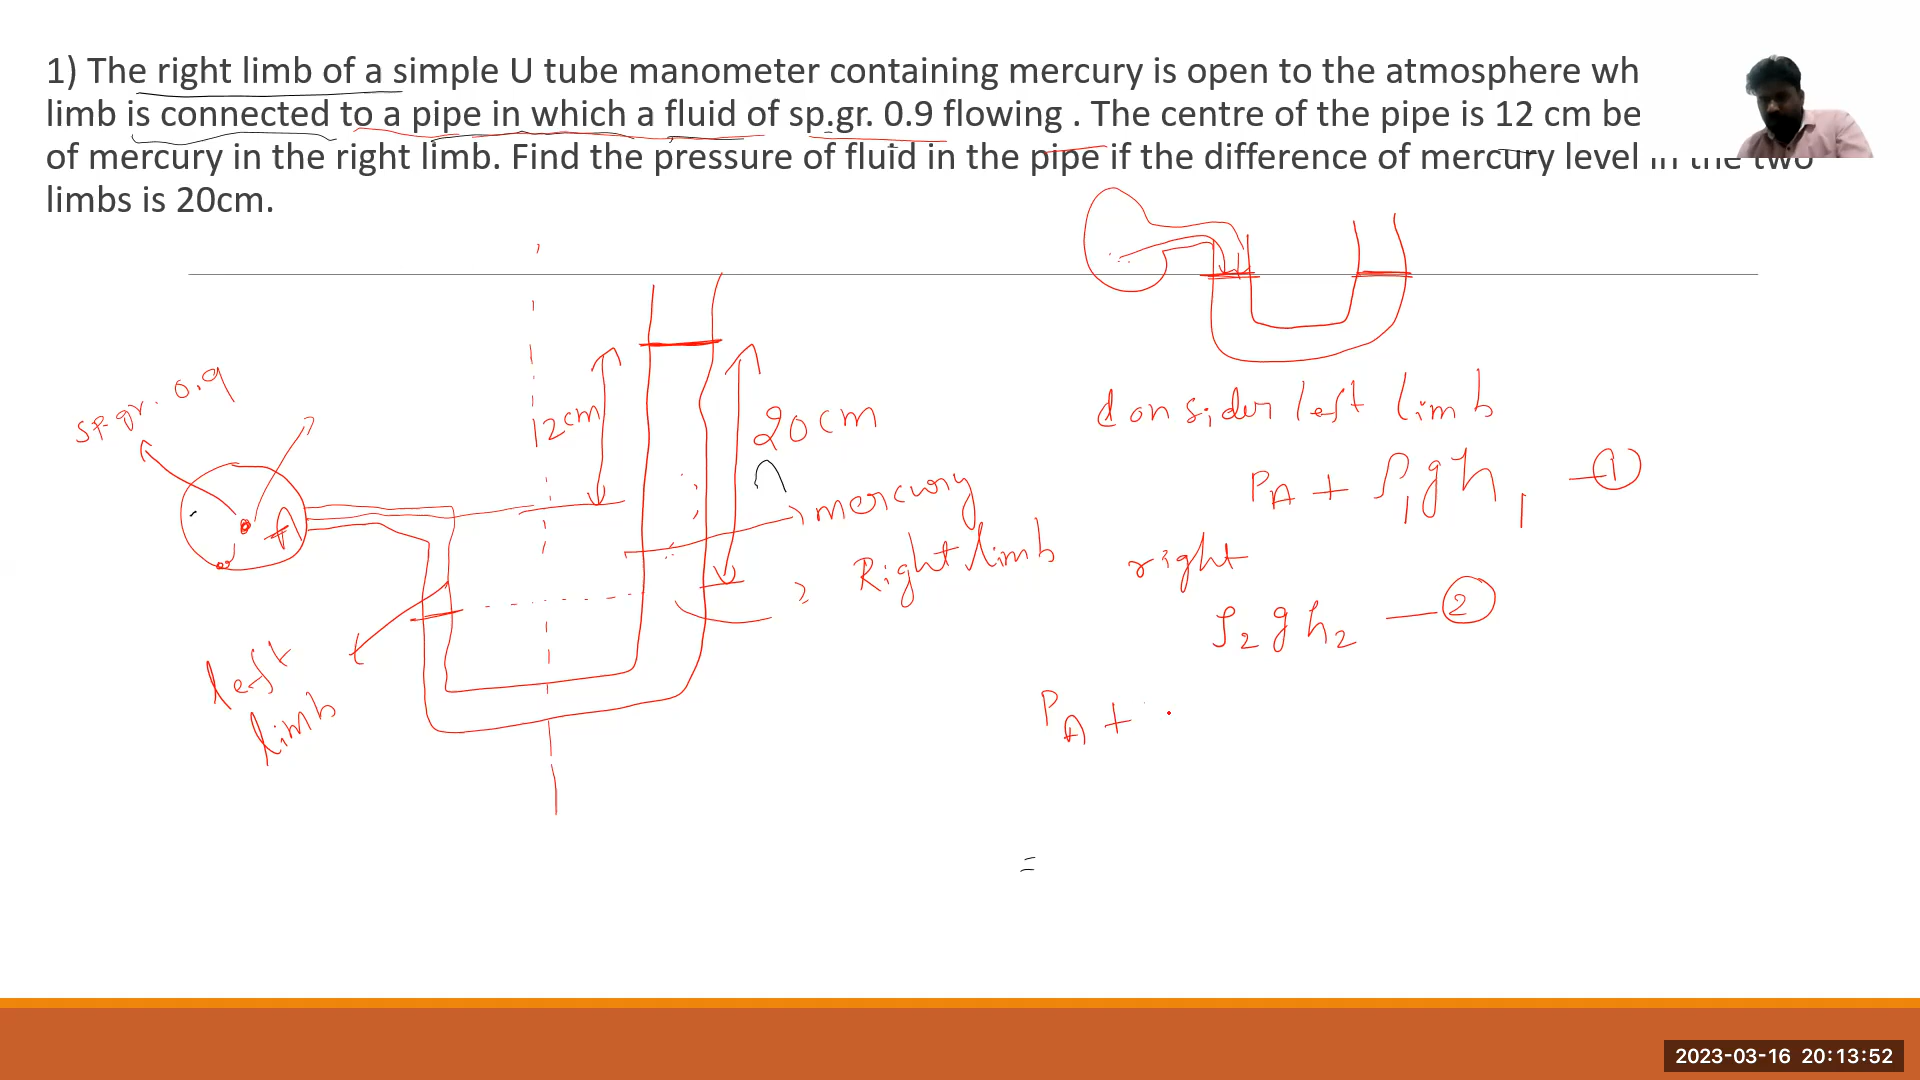 1) The right limb of a simple U tube manometer containing mercury is open to the atmosphere wh
limb is connected to a pipe in which a fluid of sp.gr. 0.9 flowing . The centre of the pipe is 12 cm be
of mercury in the right limb. Find the pressure of fluid in the pipe if the difference of mercury level in the two
limbs is 20cm.
sp.gr. 0.9
12cm
20cm
A
mercury
Right limb
left
limb
Consider left limb
PA + ρ1gh1 — 1
right
ρ2gh2 — 2
PA +
=
2023-03-16 20:13:52